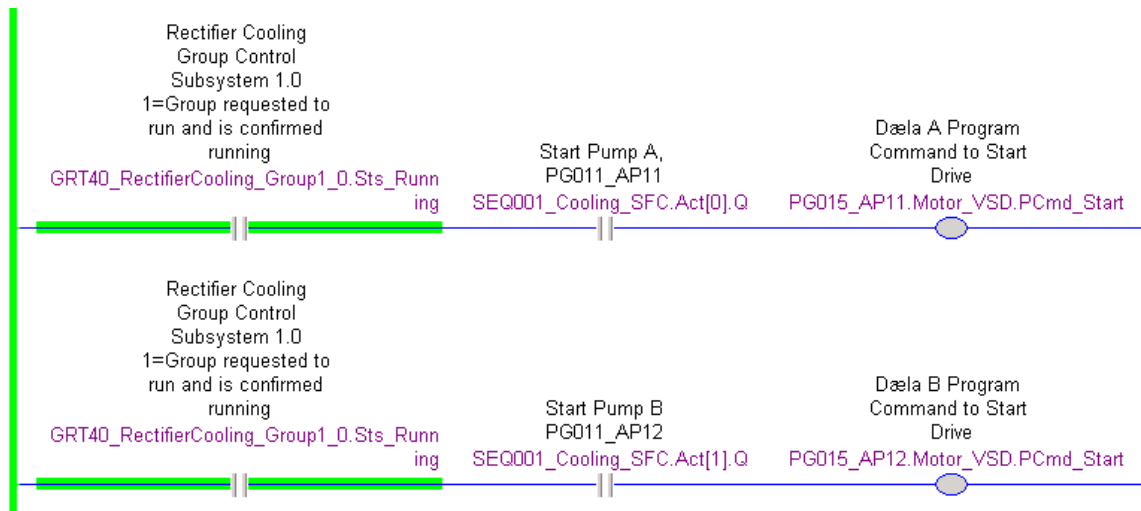 Rectifier Cooling
Group Control
Subsystem 1.0
1=Group requested to
run and is confirmed
running
GRT40_RectifierCooling_Group1_0.Sts_Runn
ing
Start Pump A,
PG011_AP11
SEQ001_Cooling_SFC.Act[0].Q
Dæla A Program
Command to Start
Drive
PG015_AP11.Motor_VSD.PCmd_Start
Rectifier Cooling
Group Control
Subsystem 1.0
1=Group requested to
run and is confirmed
running
GRT40_RectifierCooling_Group1_0.Sts_Runn
ing
Start Pump B
PG011_AP12
SEQ001_Cooling_SFC.Act[1].Q
Dæla B Program
Command to Start
Drive
PG015_AP12.Motor_VSD.PCmd_Start